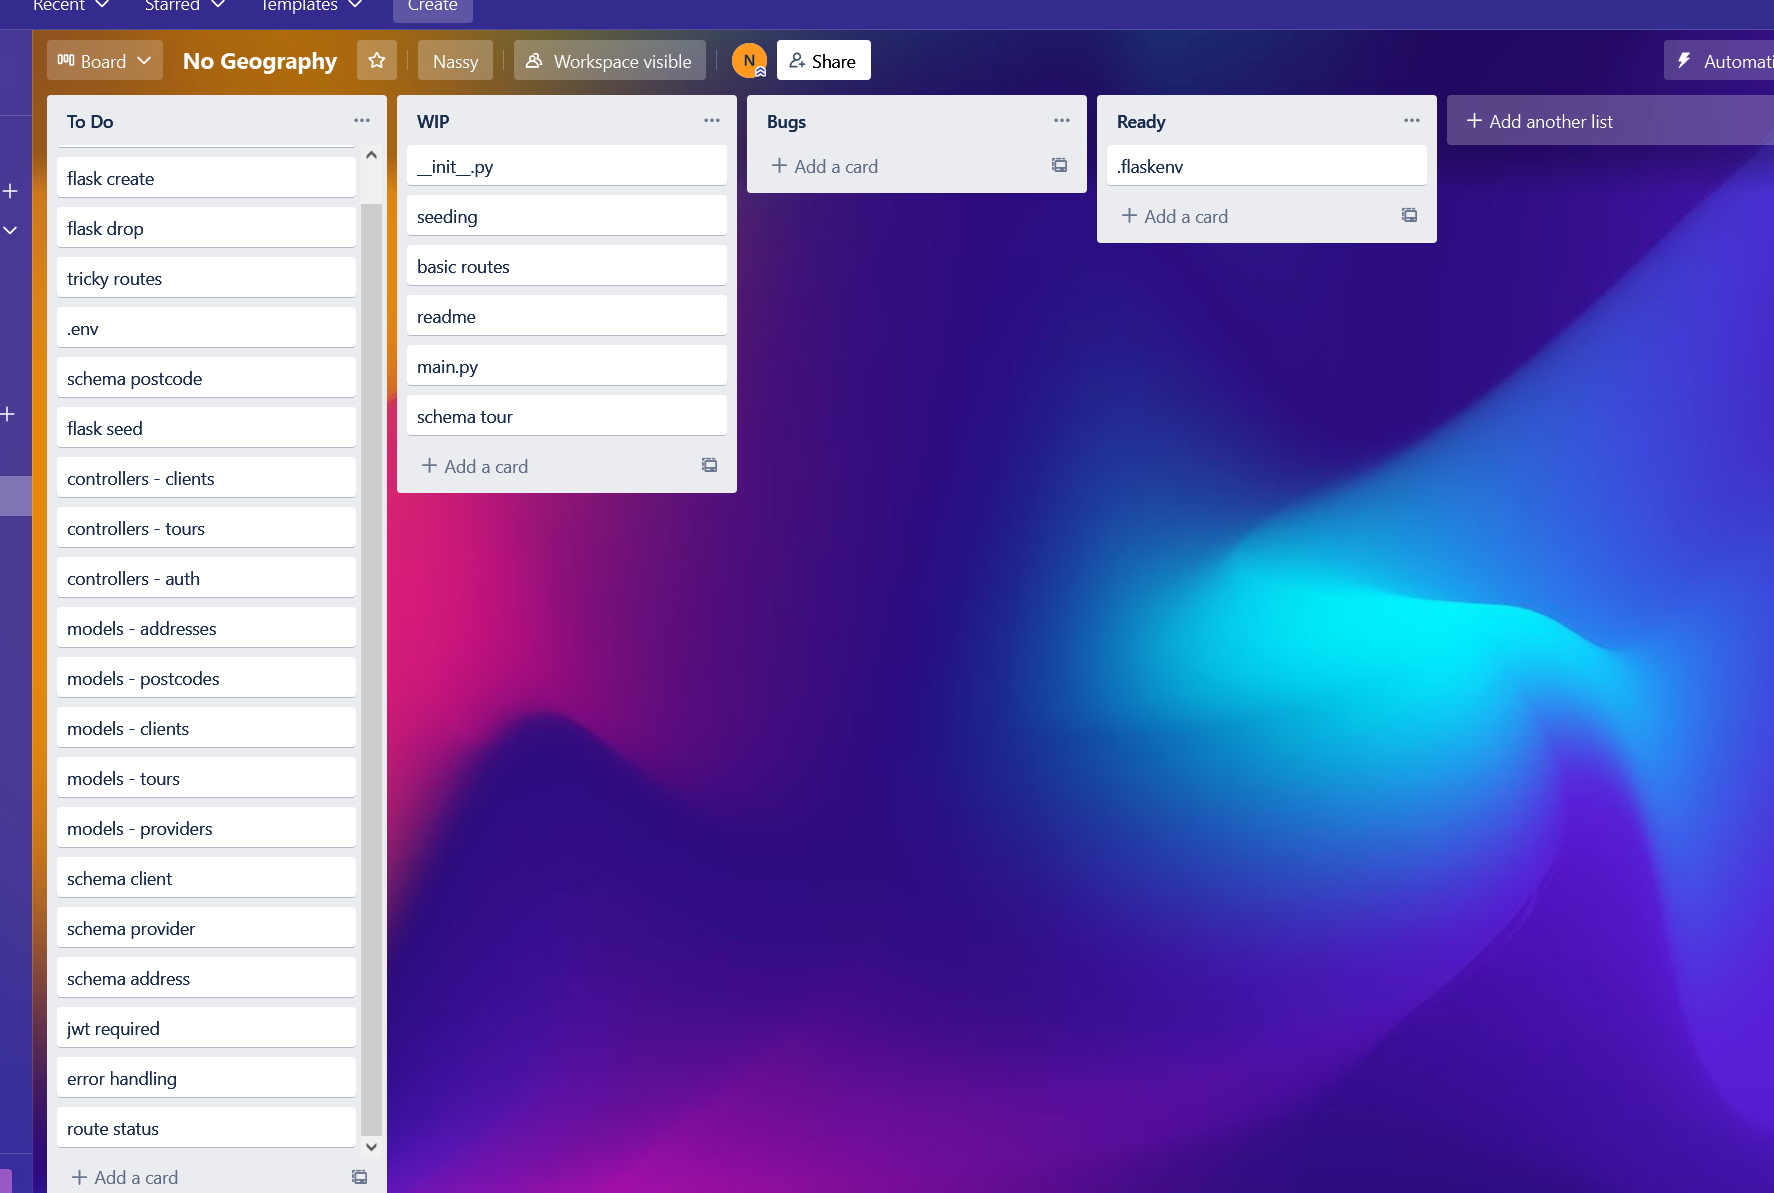 Recent
Starred
Templates
Create
Board
No Geography
Nassy
Workspace visible
N
Share
To Do
flask create
flask drop
tricky routes
.env
schema postcode
flask seed
controllers - clients
controllers - tours
controllers - auth
models - addresses
models - postcodes
models - clients
models - tours
models - providers
schema client
schema provider
schema address
jwt required
error handling
route status
Add a card
WIP
__init__.py
seeding
basic routes
readme
main.py
schema tour
Add a card
Bugs
Add a card
Ready
.flaskenv
Add a card
Add another list